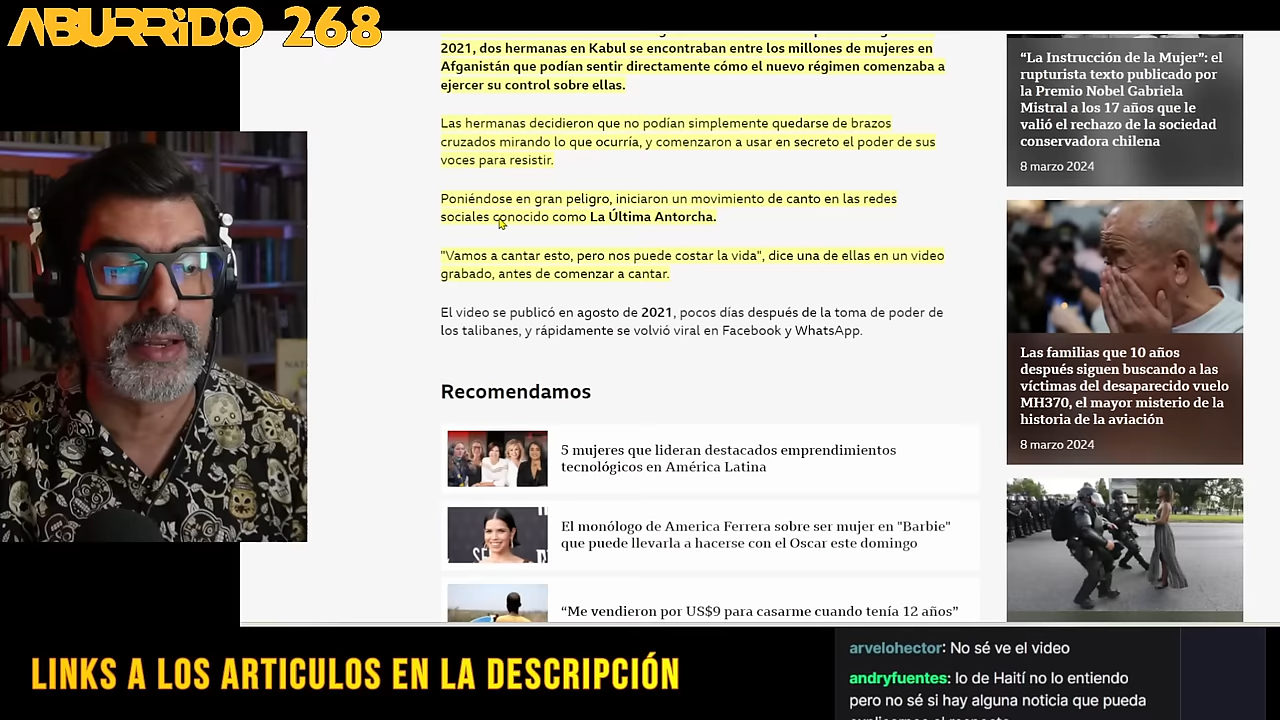 ABURRIDO 268
2021, dos hermanas en Kabul se encontraban entre los millones de mujeres en
Afganistán que podían sentir directamente cómo el nuevo régimen comenzaba a
ejercer su control sobre ellas.
Las hermanas decidieron que no podían simplemente quedarse de brazos
cruzados mirando lo que ocurría, y comenzaron a usar en secreto el poder de sus
voces para resistir.
Poniéndose en gran peligro, iniciaron un movimiento de canto en las redes
sociales conocido como La Última Antorcha.
"Vamos a cantar esto, pero nos puede costar la vida", dice una de ellas en un video
grabado, antes de comenzar a cantar.
El video se publicó en agosto de 2021, pocos días después de la toma de poder de
los talibanes, y rápidamente se volvió viral en Facebook y WhatsApp.
Recomendamos
5 mujeres que lideran destacados emprendimientos
tecnológicos en América Latina
El monólogo de America Ferrera sobre ser mujer en "Barbie"
que puede llevarla a hacerse con el Oscar este domingo
“Me vendieron por US$9 para casarme cuando tenía 12 años”
“La Instrucción de la Mujer”: el
rupturista texto publicado por
la Premio Nobel Gabriela
Mistral a los 17 años que le
valió el rechazo de la sociedad
conservadora chilena
8 marzo 2024
Las familias que 10 años
después siguen buscando a las
víctimas del desaparecido vuelo
MH370, el mayor misterio de la
historia de la aviación
8 marzo 2024
LINKS A LOS ARTICULOS EN LA DESCRIPCIÓN
arvelohector: No sé ve el video
andryfuentes: lo de Haití no lo entiendo
pero no sé si hay alguna noticia que pueda